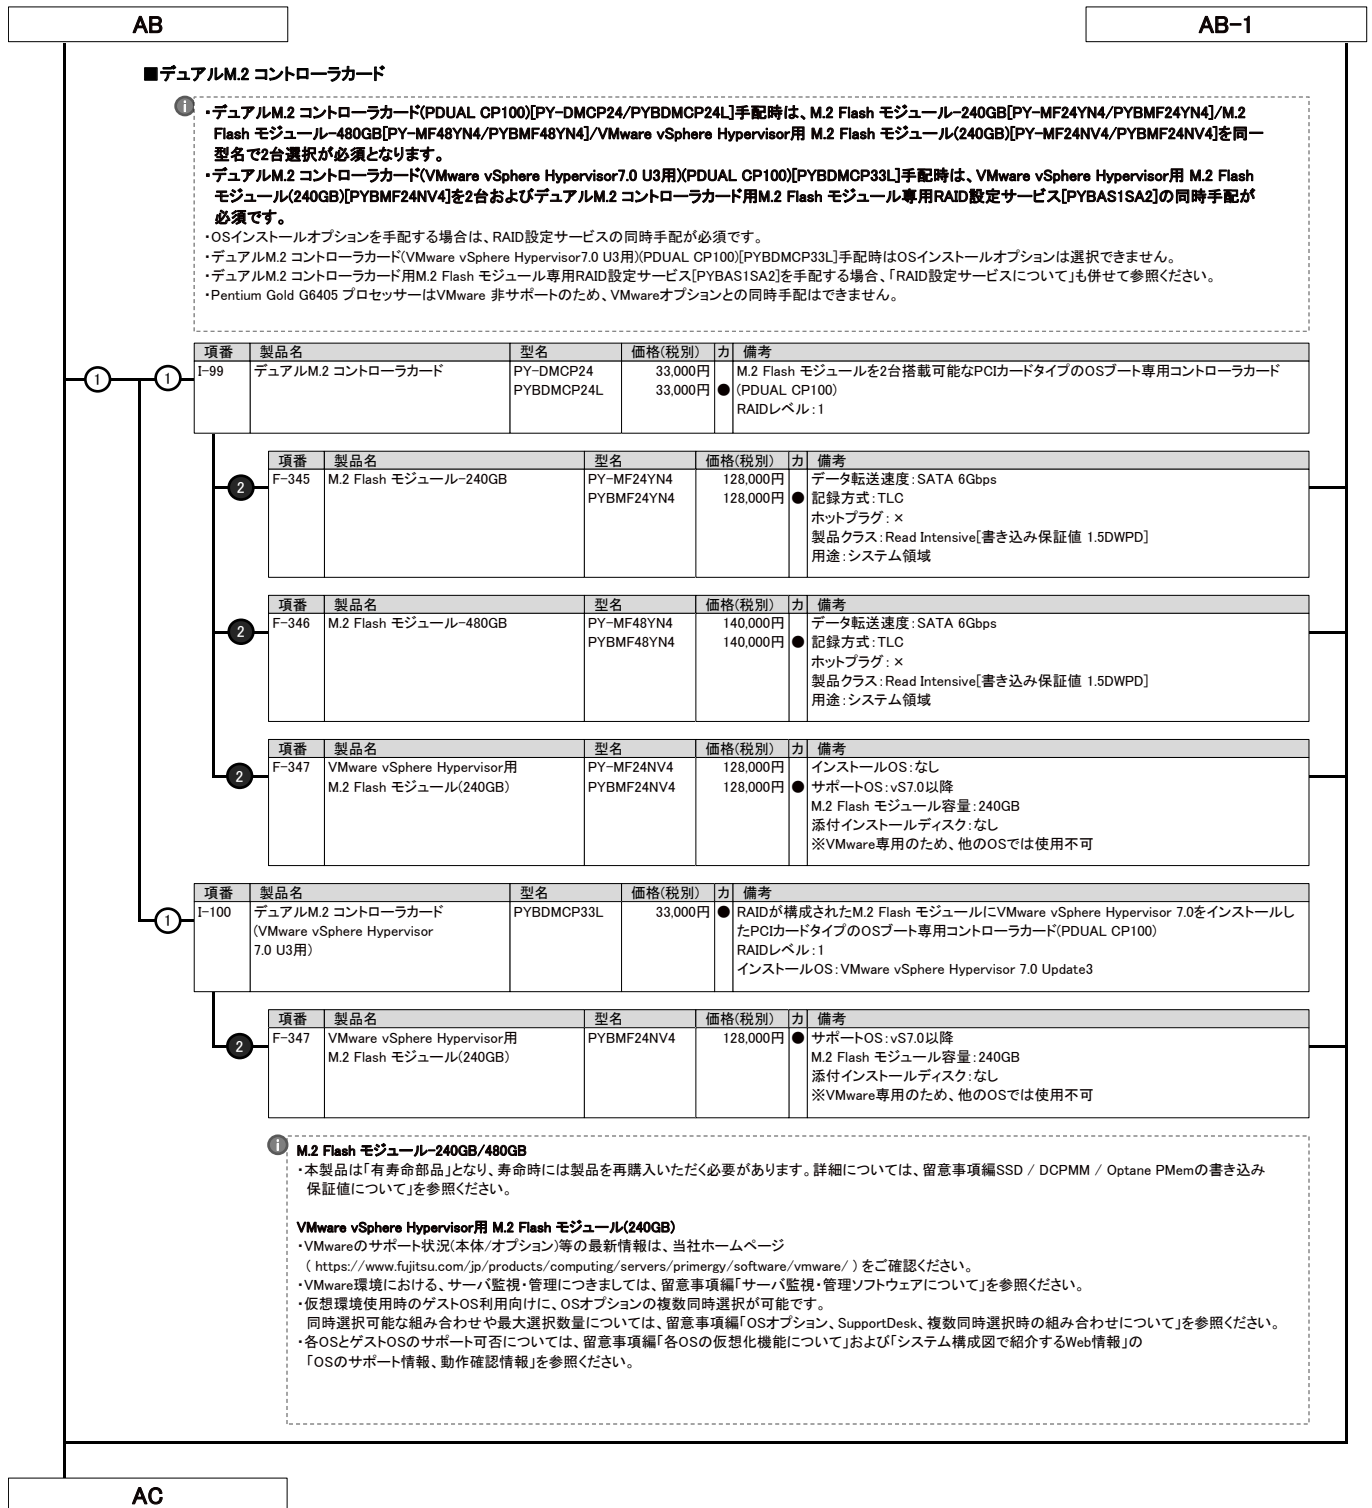 AB
AB-1
■デュアルM.2 コントローラカード
i
・デュアルM.2 コントローラカード(PDUAL CP100)[PY-DMCP24/PYBDMCP24L]手配時は、M.2 Flash モジュール-240GB[PY-MF24YN4/PYBMF24YN4]/M.2
Flash モジュール-480GB[PY-MF48YN4/PYBMF48YN4]/VMware vSphere Hypervisor用 M.2 Flash モジュール(240GB)[PY-MF24NV4/PYBMF24NV4]を同一
型名で2台選択が必須となります。
・デュアルM.2 コントローラカード(VMware vSphere Hypervisor7.0 U3用)(PDUAL CP100)[PYBDMCP33L]手配時は、VMware vSphere Hypervisor用 M.2 Flash
モジュール(240GB)[PYBMF24NV4]を2台およびデュアルM.2 コントローラカード用M.2 Flash モジュール専用RAID設定サービス[PYBAS1SA2]の同時手配が
必須です。
・OSインストールオプションを手配する場合は、RAID設定サービスの同時手配が必須です。
・デュアルM.2 コントローラカード(VMware vSphere Hypervisor7.0 U3用)(PDUAL CP100)[PYBDMCP33L]手配時はOSインストールオプションは選択できません。
・デュアルM.2 コントローラカード用M.2 Flash モジュール専用RAID設定サービス[PYBAS1SA2]を手配する場合、「RAID設定サービスについて」も併せて参照ください。
・Pentium Gold G6405 プロセッサーはVMware 非サポートのため、VMwareオプションとの同時手配はできません。
項番 製品名 型名 価格(税別) カ 備考
1 1 I-99 デュアルM.2 コントローラカード PY-DMCP24 33,000円 M.2 Flash モジュールを2台搭載可能なPCIカードタイプのOSブート専用コントローラカード
PYBDMCP24L 33,000円 ● (PDUAL CP100)
RAIDレベル:1
項番 製品名 型名 価格(税別) カ 備考
2 F-345 M.2 Flash モジュール-240GB PY-MF24YN4 128,000円 データ転送速度:SATA 6Gbps
PYBMF24YN4 128,000円 ● 記録方式:TLC
ホットプラグ:×
製品クラス:Read Intensive[書き込み保証値 1.5DWPD]
用途:システム領域
項番 製品名 型名 価格(税別) カ 備考
2 F-346 M.2 Flash モジュール-480GB PY-MF48YN4 140,000円 データ転送速度:SATA 6Gbps
PYBMF48YN4 140,000円 ● 記録方式:TLC
ホットプラグ:×
製品クラス:Read Intensive[書き込み保証値 1.5DWPD]
用途:システム領域
項番 製品名 型名 価格(税別) カ 備考
2 F-347 VMware vSphere Hypervisor用 PY-MF24NV4 128,000円 インストールOS:なし
M.2 Flash モジュール(240GB) PYBMF24NV4 128,000円 ● サポートOS:vS7.0以降
M.2 Flash モジュール容量:240GB
添付インストールディスク:なし
※VMware専用のため、他のOSでは使用不可
項番 製品名 型名 価格(税別) カ 備考
1 I-100 デュアルM.2 コントローラカード PYBDMCP33L 33,000円 ● RAIDが構成されたM.2 Flash モジュールにVMware vSphere Hypervisor 7.0をインストールし
(VMware vSphere Hypervisor たPCIカードタイプのOSブート専用コントローラカード(PDUAL CP100)
7.0 U3用) RAIDレベル:1
インストールOS:VMware vSphere Hypervisor 7.0 Update3
項番 製品名 型名 価格(税別) カ 備考
2 F-347 VMware vSphere Hypervisor用 PYBMF24NV4 128,000円 ● サポートOS:vS7.0以降
M.2 Flash モジュール(240GB) M.2 Flash モジュール容量:240GB
添付インストールディスク:なし
※VMware専用のため、他のOSでは使用不可
i
M.2 Flash モジュール-240GB/480GB
・本製品は「有寿命部品」となり、寿命時には製品を再購入いただく必要があります。詳細については、留意事項編SSD / DCPMM / Optane PMemの書き込み
保証値について」を参照ください。
VMware vSphere Hypervisor用 M.2 Flash モジュール(240GB)
・VMwareのサポート状況(本体/オプション)等の最新情報は、当社ホームページ
( https://www.fujitsu.com/jp/products/computing/servers/primergy/software/vmware/ ) をご確認ください。
・VMware環境における、サーバ監視・管理につきましては、留意事項編「サーバ監視・管理ソフトウェアについて」を参照ください。
・仮想環境使用時のゲストOS利用向けに、OSオプションの複数同時選択が可能です。
同時選択可能な組み合わせや最大選択数量については、留意事項編「OSオプション、SupportDesk、複数同時選択時の組み合わせについて」を参照ください。
・各OSとゲストOSのサポート可否については、留意事項編「各OSの仮想化機能について」および「システム構成図で紹介するWeb情報」の
「OSのサポート情報、動作確認情報」を参照ください。
AC